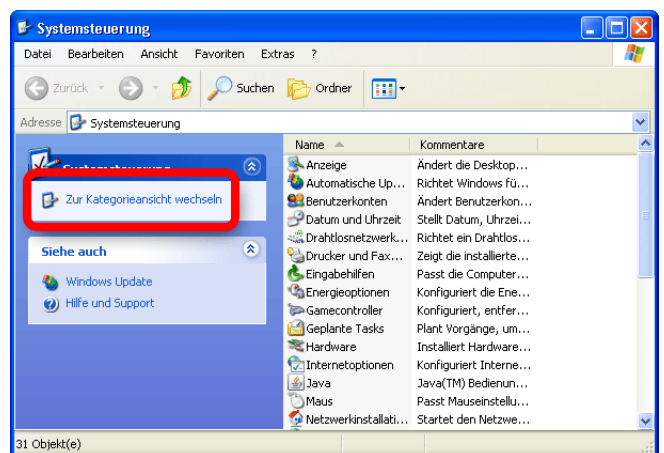 Systemsteuerung
Datei Bearbeiten Ansicht Favoriten Extras ?
Zurück Suchen Ordner
Adresse Systemsteuerung
Systemsteuerung
Zur Kategorieansicht wechseln
Siehe auch
Windows Update
Hilfe und Support
Name Kommentare
Anzeige Ändert die Desktop...
Automatische Up... Richtet Windows fü...
Benutzerkonten Ändert Benutzerkon...
Datum und Uhrzeit Stellt Datum, Uhrzei...
Drahtlosnetzwerk... Richtet ein Drahtlos...
Drucker und Fax... Zeigt die installierte...
Eingabehilfen Passt die Computer...
Energieoptionen Konfiguriert die Ene...
Gamecontroller Konfiguriert, entfer...
Geplante Tasks Plant Vorgänge, um...
Hardware Installiert Hardware...
Internetoptionen Konfiguriert Interne...
Java Java(TM) Bedienun...
Maus Passt Mauseinstellu...
Netzwerkinstallati... Startet den Netzwe...
31 Objekt(e)